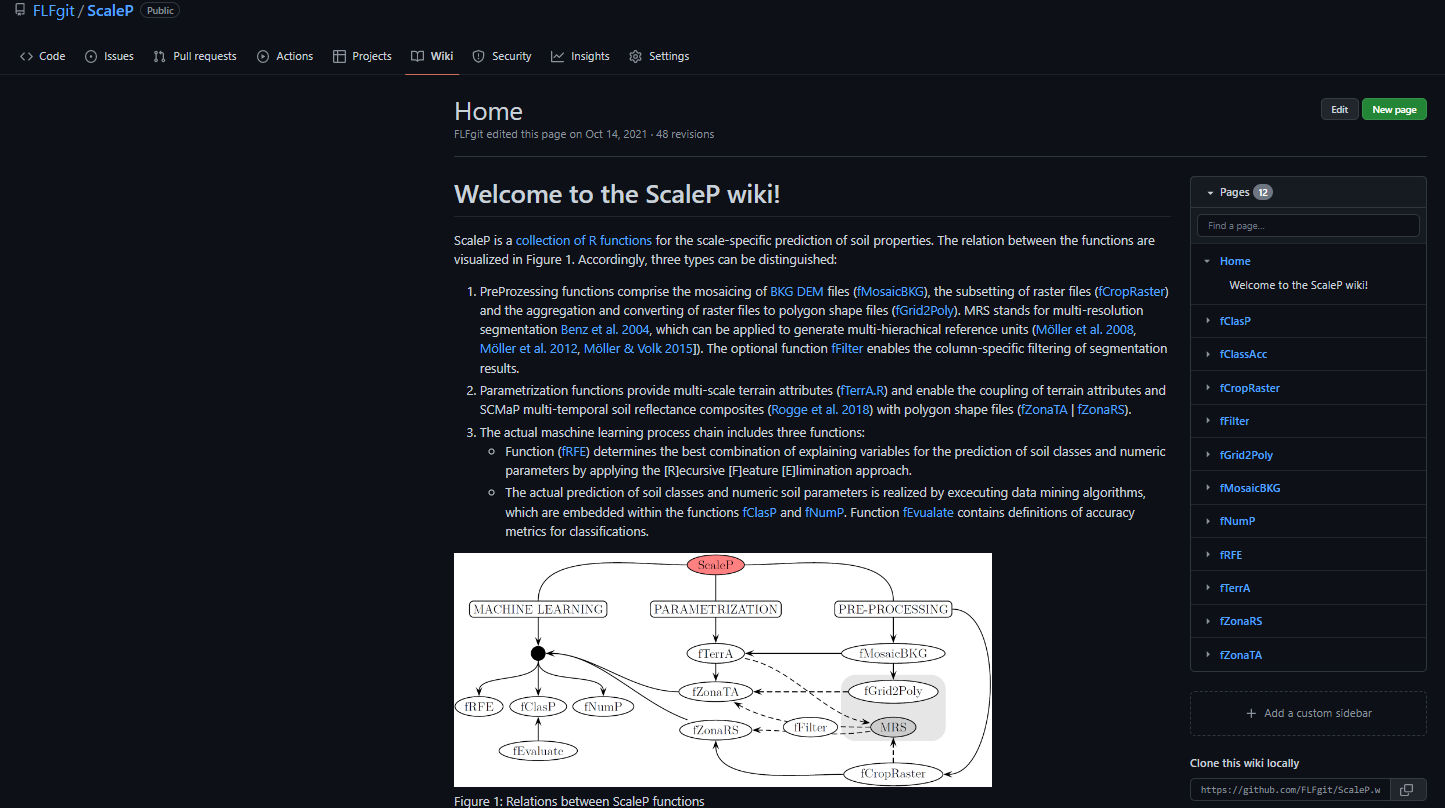 FLFgit / ScaleP Public
Code Issues Pull requests Actions Projects Wiki Security Insights Settings
Home
FLFgit edited this page on Oct 14, 2021 · 48 revisions
Edit New page
Welcome to the ScaleP wiki!
ScaleP is a collection of R functions for the scale-specific prediction of soil properties. The relation between the functions are
visualized in Figure 1. Accordingly, three types can be distinguished:
1. PreProzessing functions comprise the mosaicing of BKG DEM files (fMosaicBKG), the subsetting of raster files (fCropRaster)
and the aggregation and converting of raster files to polygon shape files (fGrid2Poly). MRS stands for multi-resolution
segmentation Benz et al. 2004, which can be applied to generate multi-hierachical reference units (Möller et al. 2008,
Möller et al. 2012, Möller & Volk 2015]). The optional function fFilter enables the column-specific filtering of segmentation
results.
2. Parametrization functions provide multi-scale terrain attributes (fTerrA.R) and enable the coupling of terrain attributes and
SCMaP multi-temporal soil reflectance composites (Rogge et al. 2018) with polygon shape files (fZonaTA | fZonaRS).
3. The actual maschine learning process chain includes three functions:
Function (fRFE) determines the best combination of explaining variables for the prediction of soil classes and numeric
parameters by applying the [R]ecursive [F]eature [E]limination approach.
The actual prediction of soil classes and numeric soil parameters is realized by excecuting data mining algorithms,
which are embedded within the functions fClasP and fNumP. Function fEvualate contains definitions of accuracy
metrics for classifications.
ScaleP
MACHINE LEARNING PARAMETRIZATION PRE-PROCESSING
fTerrA fMosaicBKG
fZonaTA fGrid2Poly
fRFE fClasP fNumP
fZonaRS fFilter MRS
fEvaluate
fCropRaster
Figure 1: Relations between ScaleP functions
Pages 12
Find a page...
Home
Welcome to the ScaleP wiki!
fClasP
fClassAcc
fCropRaster
fFilter
fGrid2Poly
fMosaicBKG
fNumP
fRFE
fTerrA
fZonaRS
fZonaTA
Add a custom sidebar
Clone this wiki locally
https://github.com/FLFgit/ScaleP.w